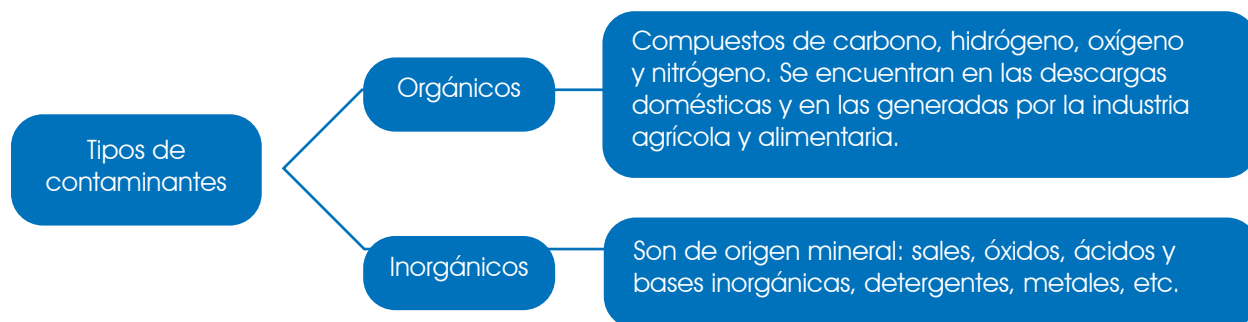 Tipos de
contaminantes
Orgánicos
Compuestos de carbono, hidrógeno, oxígeno
y nitrógeno. Se encuentran en las descargas
domésticas y en las generadas por la industria
agrícola y alimentaria.
Inorgánicos
Son de origen mineral: sales, óxidos, ácidos y
bases inorgánicas, detergentes, metales, etc.